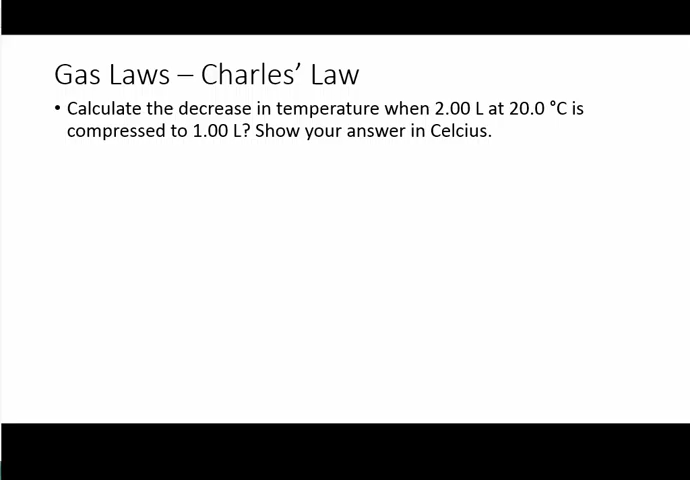 Gas Laws – Charles’ Law
• Calculate the decrease in temperature when 2.00 L at 20.0 °C is
compressed to 1.00 L? Show your answer in Celcius.